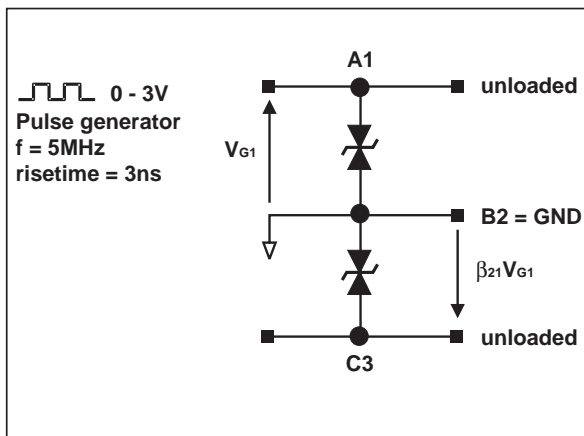 A1
0 - 3V
unloaded
Pulse generator
f = 5MHz
risetime = 3ns
VG1
B2 = GND
β21VG1
unloaded
C3